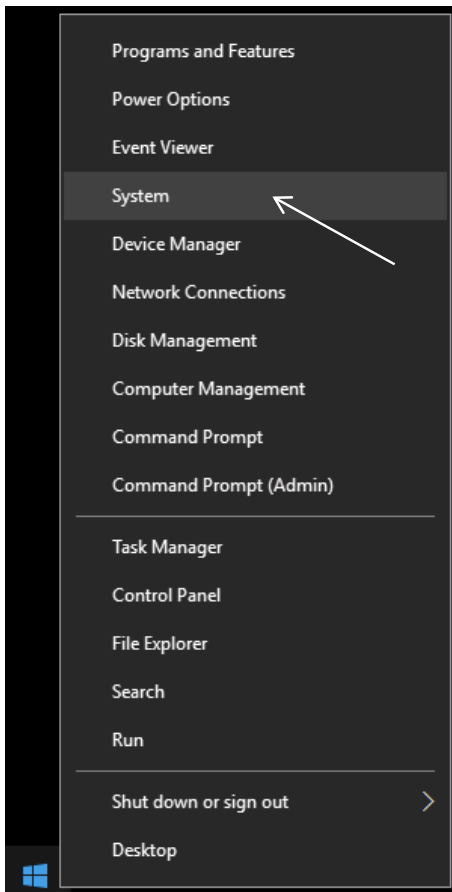 Programs and Features
Power Options
Event Viewer
System
Device Manager
Network Connections
Disk Management
Computer Management
Command Prompt
Command Prompt (Admin)
Task Manager
Control Panel
File Explorer
Search
Run
Shut down or sign out
Desktop